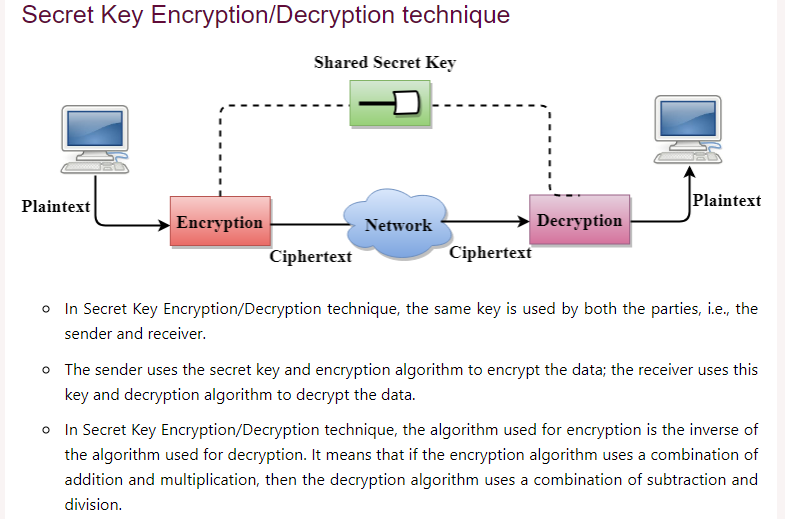 Secret Key Encryption/Decryption technique
Shared Secret Key
Plaintext
Encryption
Network
Decryption
Plaintext
Ciphertext
Ciphertext
In Secret Key Encryption/Decryption technique, the same key is used by both the parties, i.e., the
sender and receiver.
The sender uses the secret key and encryption algorithm to encrypt the data; the receiver uses this
key and decryption algorithm to decrypt the data.
In Secret Key Encryption/Decryption technique, the algorithm used for encryption is the inverse of
the algorithm used for decryption. It means that if the encryption algorithm uses a combination of
addition and multiplication, then the decryption algorithm uses a combination of subtraction and
division.